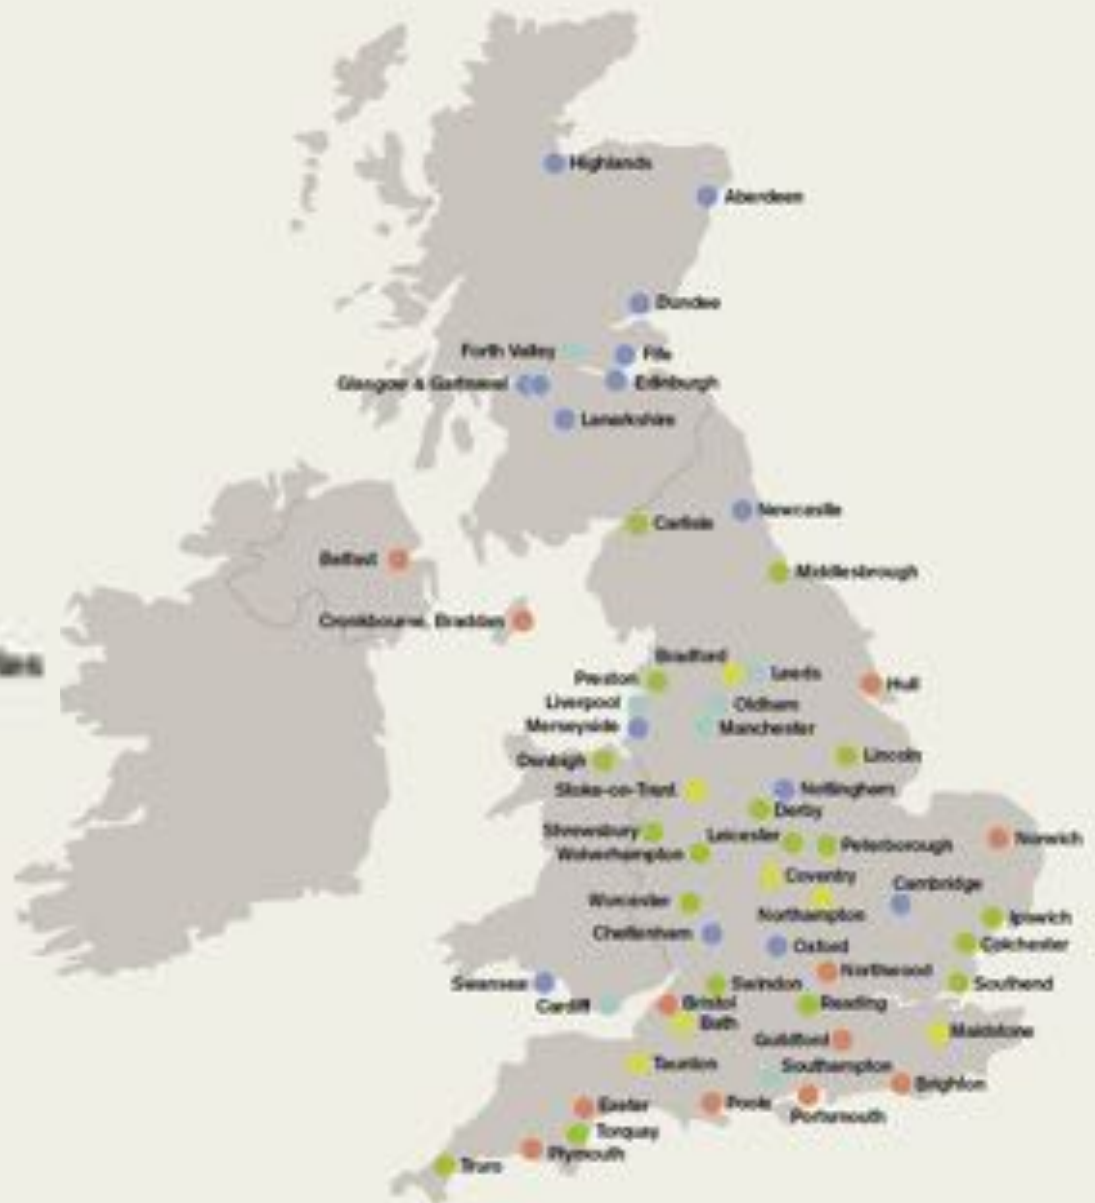 Highlands
Aberdeen
Dundee
Forth Valley
Fife
Glasgow & Gartnavel
Edinburgh
Lanarkshire
Newcastle
Carlisle
Belfast
Middlesbrough
Cronkbourne, Braddan
Bradford
Leeds
Preston
Hull
Liverpool
Oldham
Merseyside
Manchester
Lincoln
Denbigh
Stoke-on-Trent
Nottingham
Derby
Shrewsbury
Leicester
Norwich
Peterborough
Wolverhampton
Coventry
Cambridge
Worcester
Northampton
Ipswich
Cheltenham
Oxford
Colchester
Northwood
Swansea
Swindon
Southend
Cardiff
Bristol
Reading
Bath
Maidstone
Guildford
Taunton
Southampton
Brighton
Exeter
Poole
Portsmouth
Torquay
Plymouth
Truro